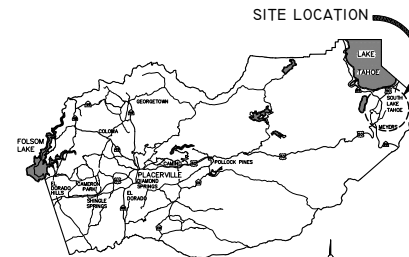 SITE LOCATION
LAKE
TAHOE
SOUTH
LAKE
TAHOE
MEYERS
GEORGETOWN
COLOMA
FOLSOM
LAKE
POLLOCK PINES
PLACERVILLE
DIAMOND
SPRINGS
EL
DORADO
HILLS
CAMERON
PARK
SHINGLE
SPRINGS
EL
DORADO